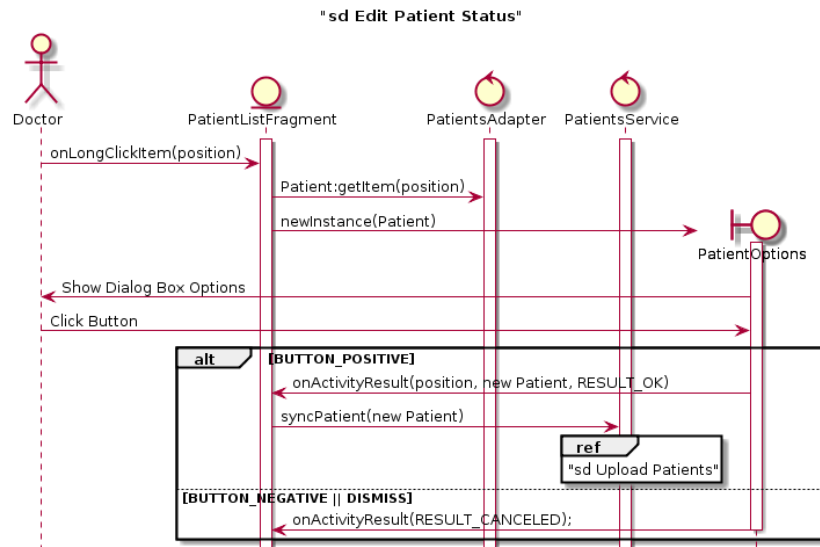 "sd Edit Patient Status"
Doctor
PatientListFragment
PatientsAdapter
PatientsService
onLongClickItem(position)
Patient:getItem(position)
newInstance(Patient)
PatientOptions
Show Dialog Box Options
Click Button
alt
[BUTTON_POSITIVE]
onActivityResult(position, new Patient, RESULT_OK)
syncPatient(new Patient)
ref
"sd Upload Patients"
[BUTTON_NEGATIVE || DISMISS]
onActivityResult(RESULT_CANCELED);